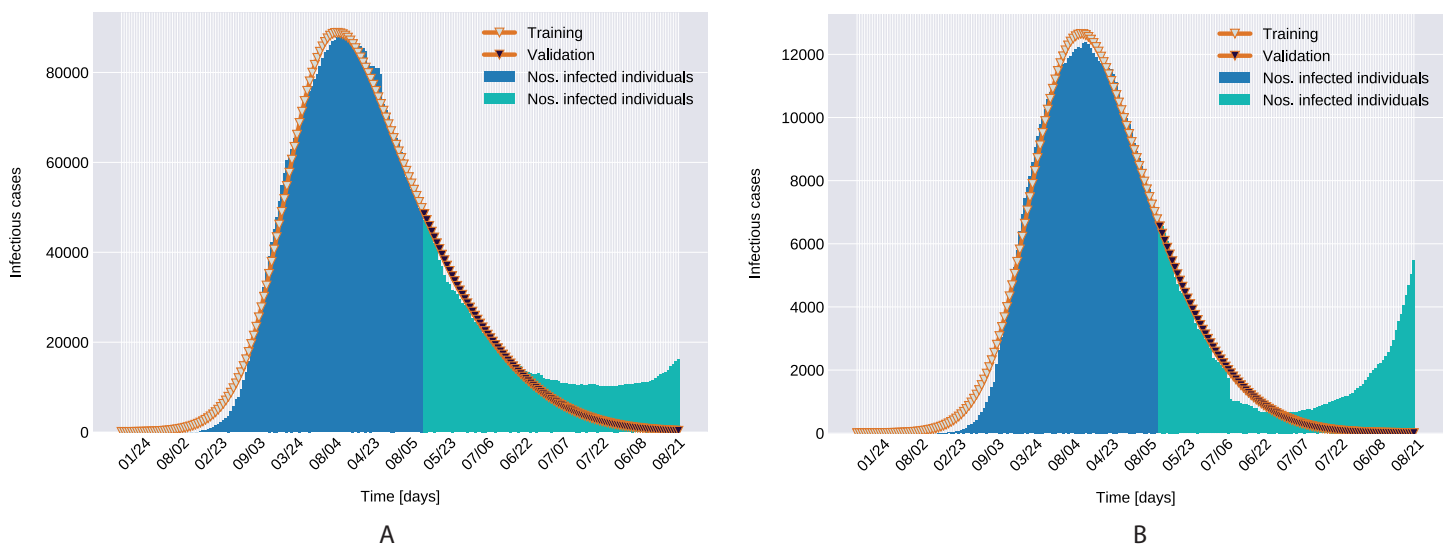 Training
Validation
Nos. infected individuals
Nos. infected individuals
Infectious cases
80000
60000
40000
20000
0
01/24 08/02 02/23 09/03 03/24 08/04 04/23 08/05 05/23 07/06 06/22 07/07 07/22 06/08 08/21
Time [days]
A
Training
Validation
Nos. infected individuals
Nos. infected individuals
Infectious cases
12000
10000
8000
6000
4000
2000
0
01/24 08/02 02/23 09/03 03/24 08/04 04/23 08/05 05/23 07/06 06/22 07/07 07/22 06/08 08/21
Time [days]
B